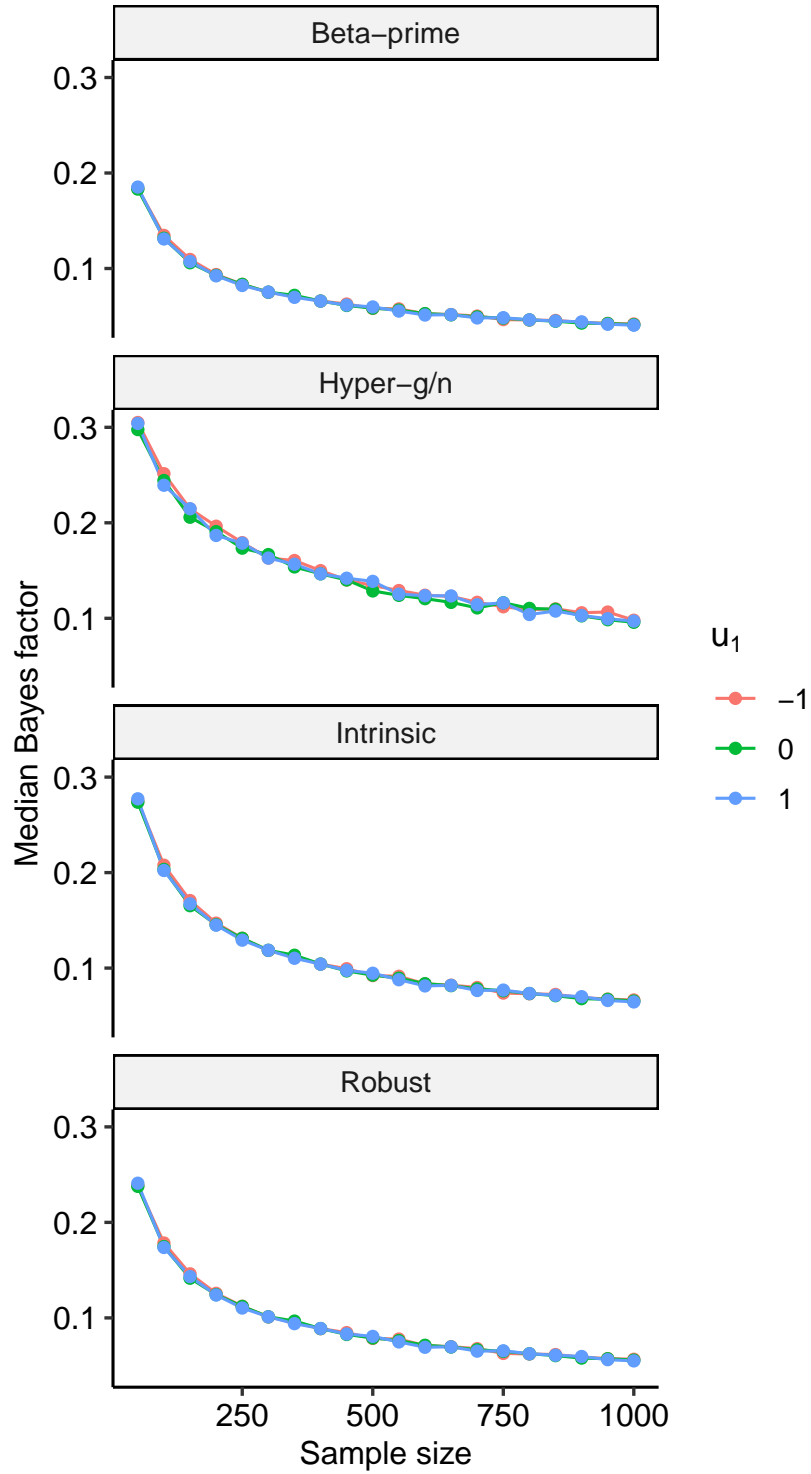 Beta−prime
0.3
0.2
0.1
Hyper−g/n
0.3
0.2
0.1
Median Bayes factor
u1
−1
0
1
Intrinsic
0.3
0.2
0.1
Robust
0.3
0.2
0.1
250 500 750 1000
Sample size